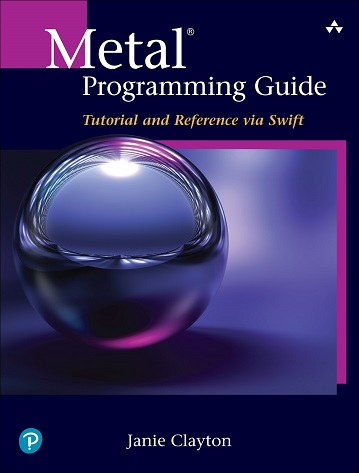 Metal®
Programming Guide
Tutorial and Reference via Swift
P
Janie Clayton